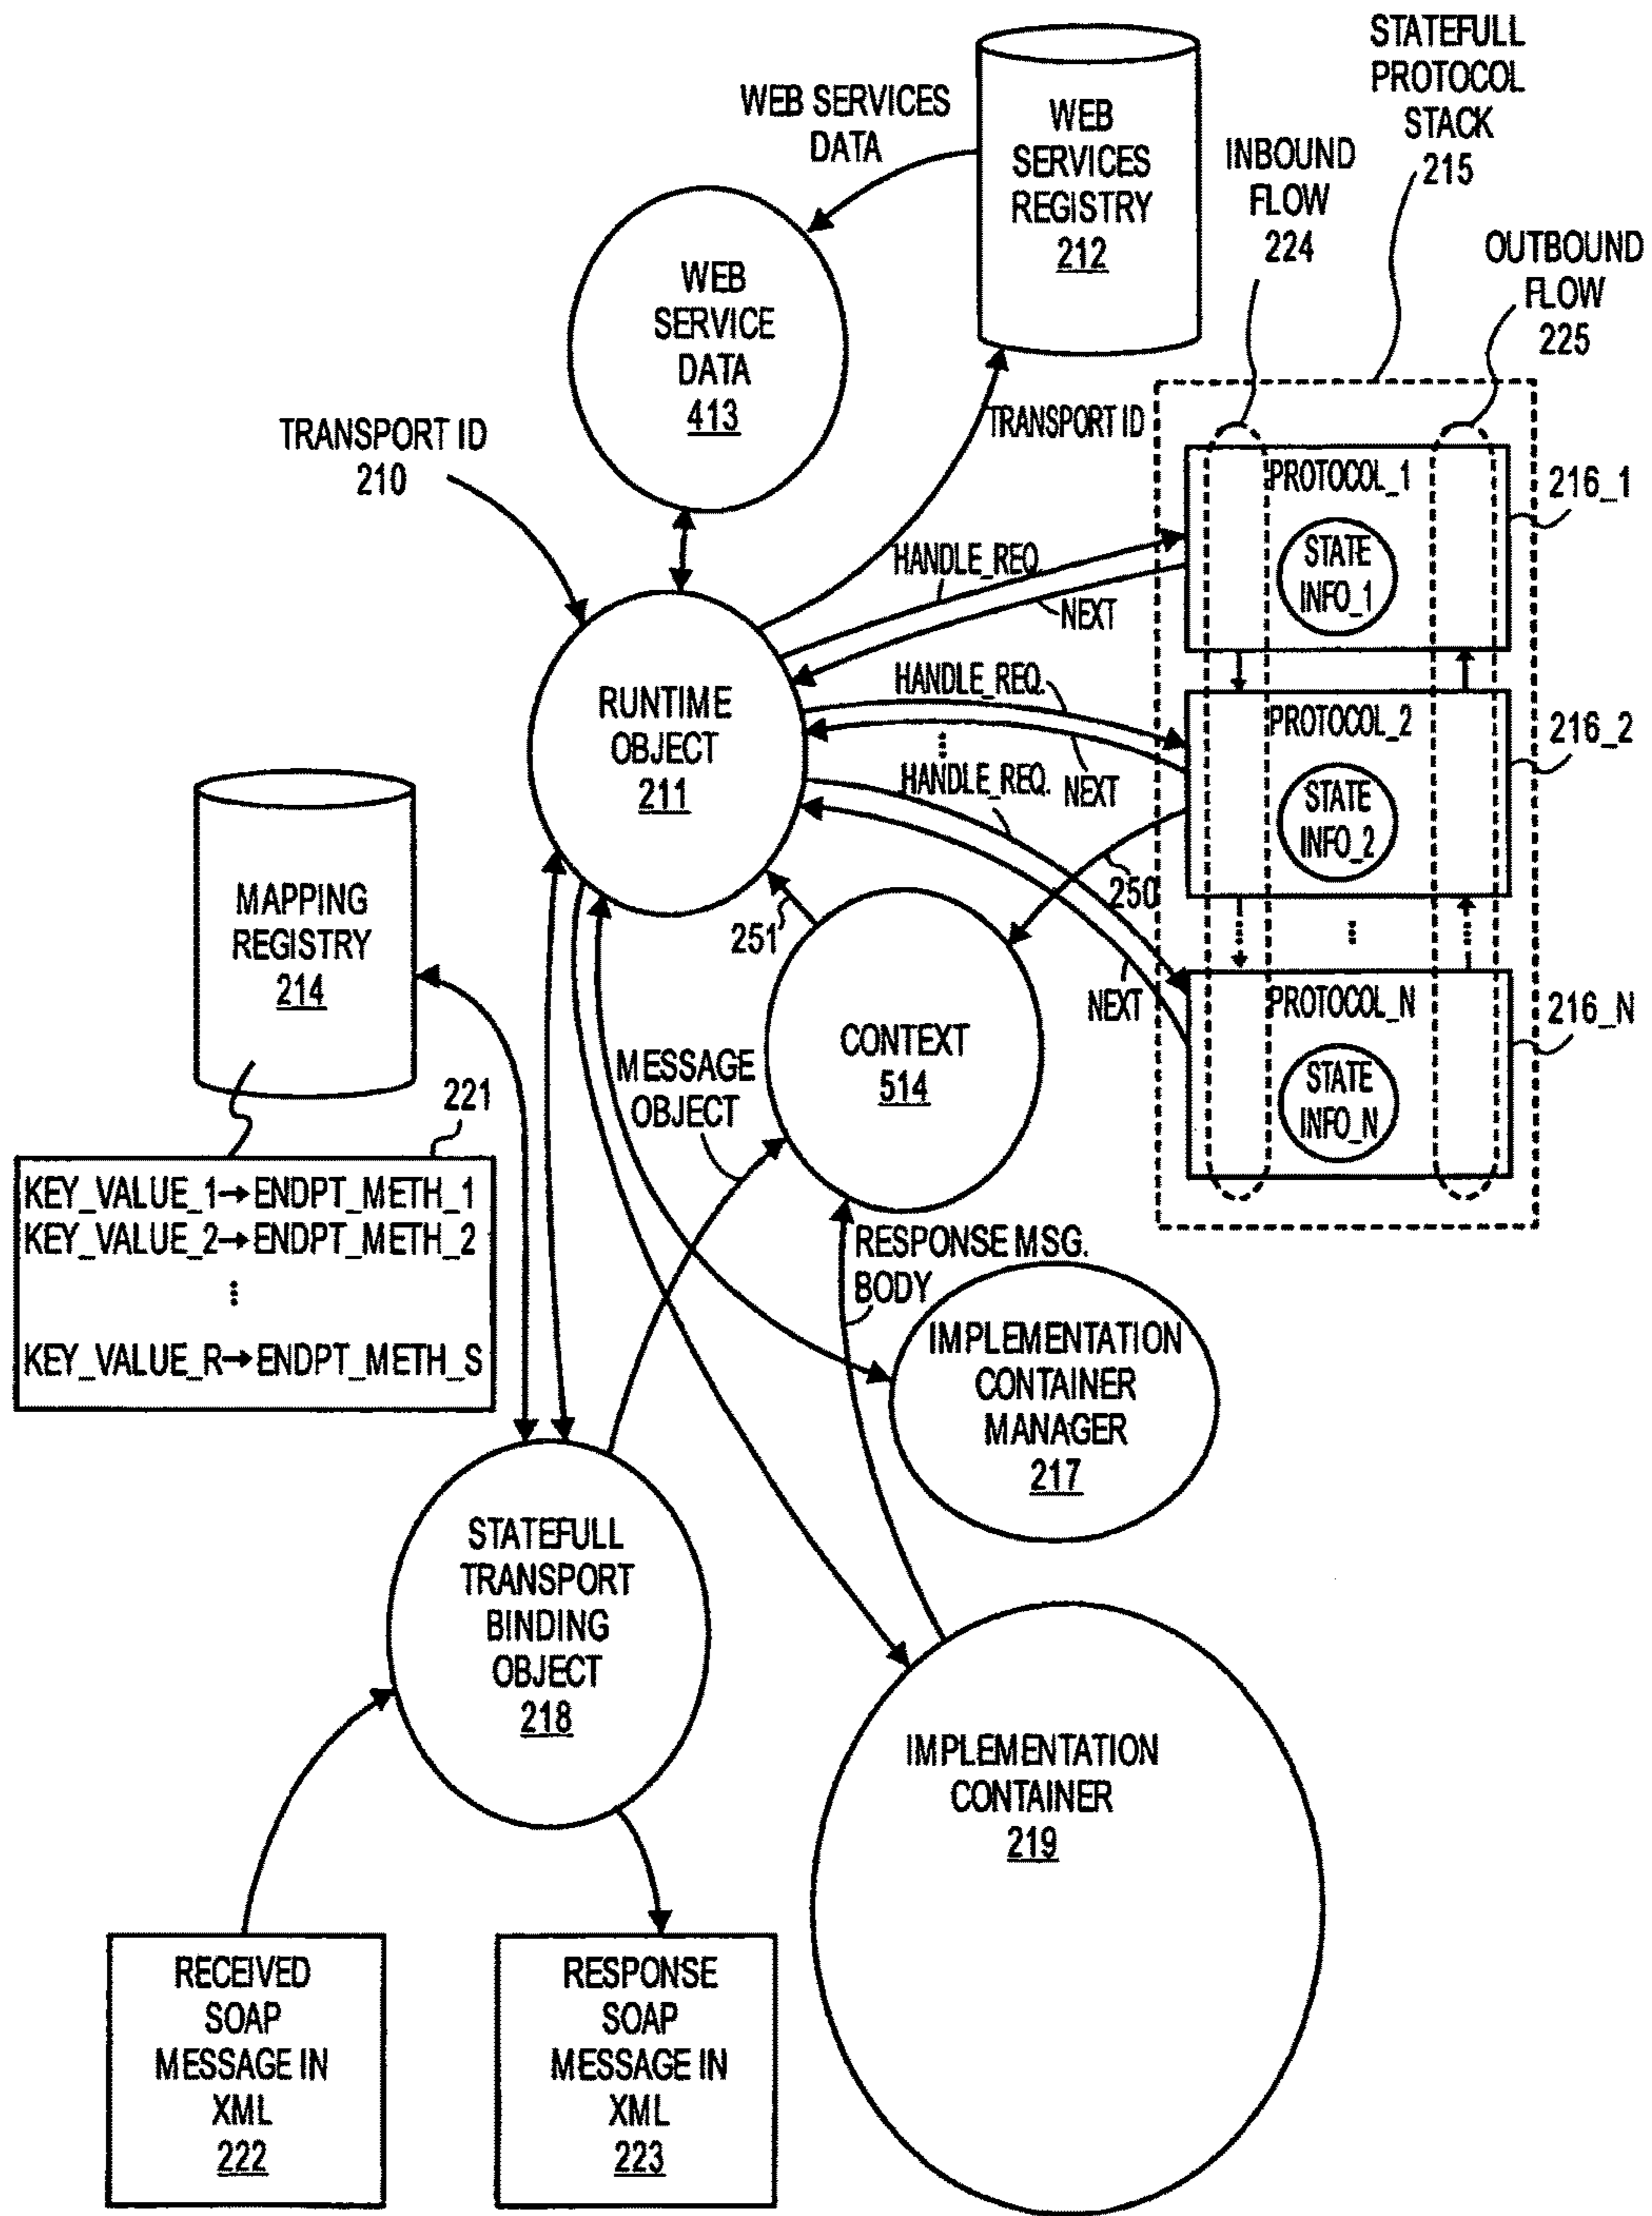 STATEFULL
PROTOCOL
STACK
215
WEB SERVICES
DATA
WEB
SERVICES
REGISTRY
212
INBOUND
FLOW
224
OUTBOUND
FLOW
225
WEB
SERVICE
DATA
413
TRANSPORT ID
210
TRANSPORT ID
PROTOCOL_1
STATE
INFO_1
216_1
HANDLE_REQ.
NEXT
RUNTIME
OBJECT
211
HANDLE_REQ.
NEXT
...
PROTOCOL_2
STATE
INFO_2
216_2
HANDLE_REQ.
NEXT
250
251
...
PROTOCOL_N
STATE
INFO_N
216_N
MAPPING
REGISTRY
214
CONTEXT
514
MESSAGE
OBJECT
221
KEY_VALUE_1→ENDPT_METH_1
KEY_VALUE_2→ENDPT_METH_2
...
KEY_VALUE_R→ENDPT_METH_S
RESPONSE MSG.
BODY
IMPLEMENTATION
CONTAINER
MANAGER
217
STATEFULL
TRANSPORT
BINDING
OBJECT
218
IMPLEMENTATION
CONTAINER
219
RECEIVED
SOAP
MESSAGE IN
XML
222
RESPONSE
SOAP
MESSAGE IN
XML
223